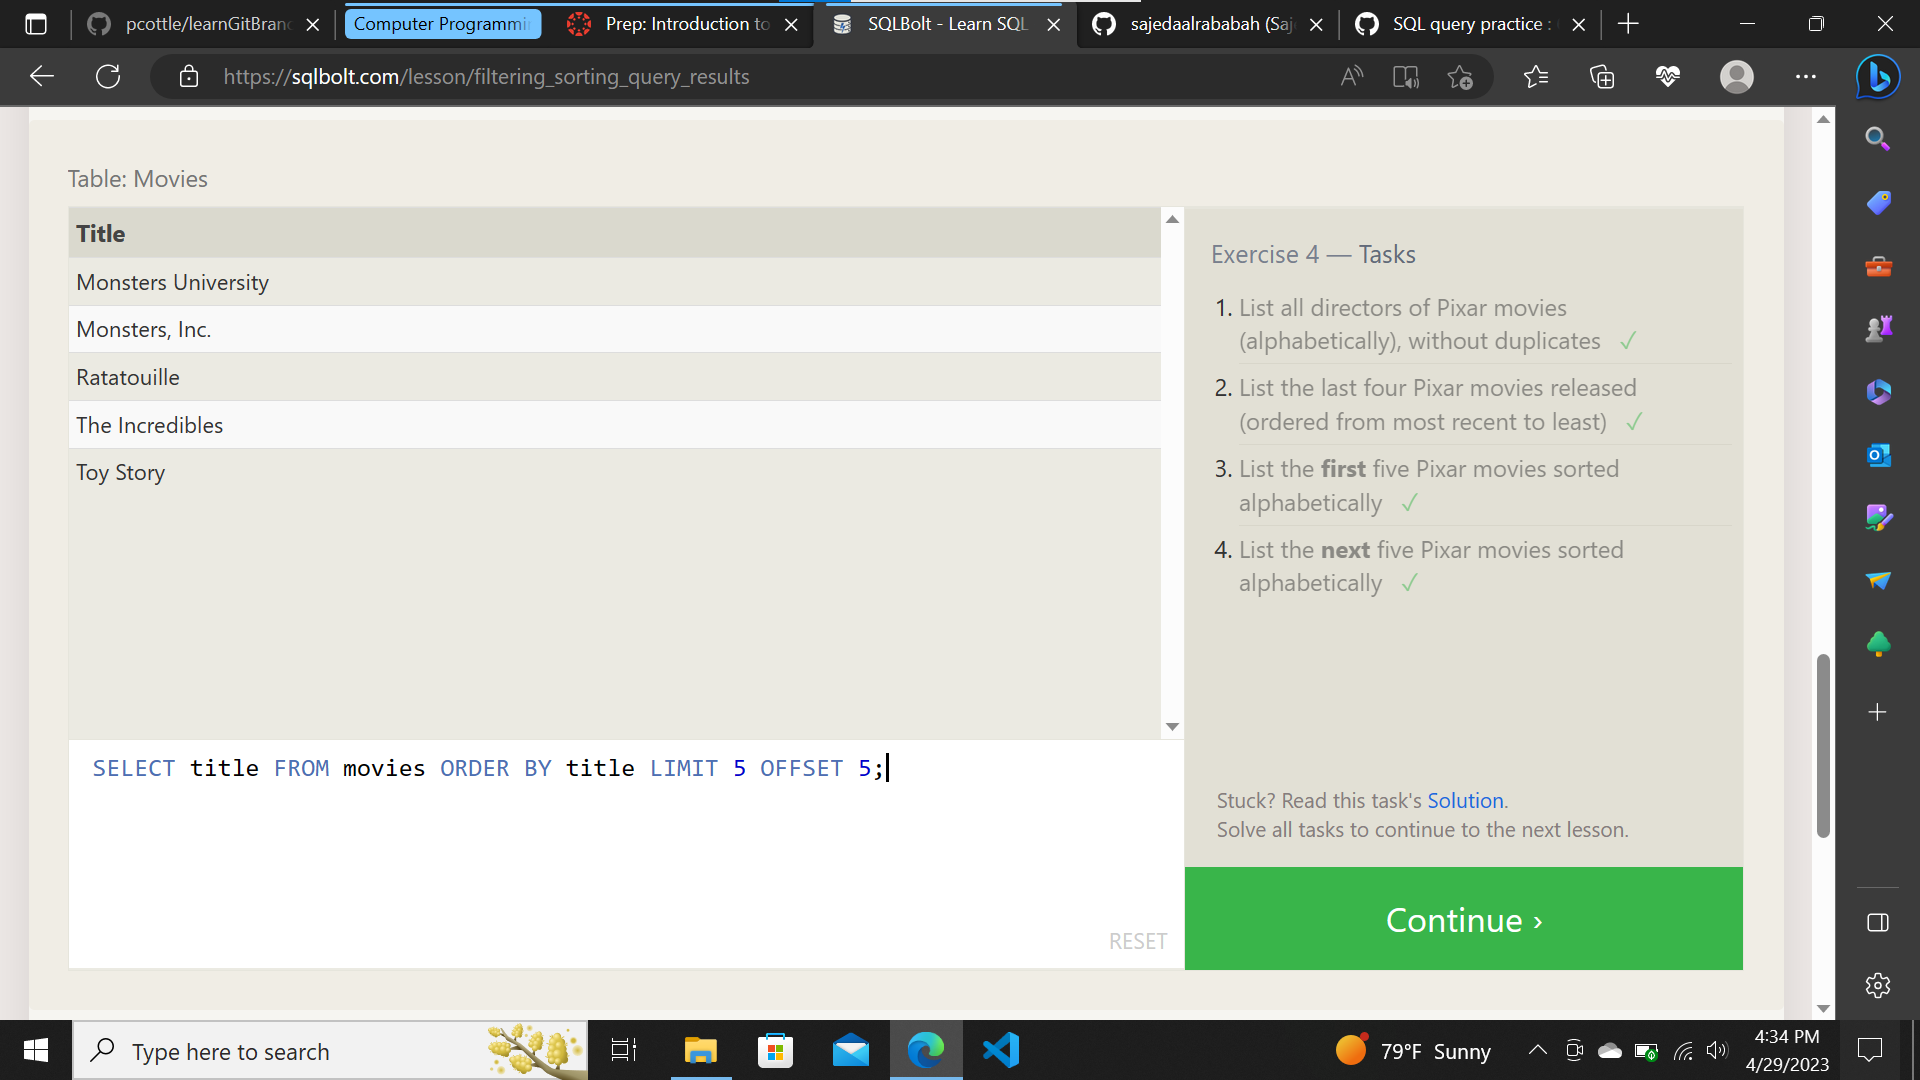 pcottle/learnGitBranc
Computer Programmin
Prep: Introduction to
SQLBolt - Learn SQL
sajedaalrababah (Saje
SQL query practice :
https://sqlbolt.com/lesson/filtering_sorting_query_results
Table: Movies
Title
Monsters University
Monsters, Inc.
Ratatouille
The Incredibles
Toy Story
SELECT title FROM movies ORDER BY title LIMIT 5 OFFSET 5;
RESET
Exercise 4 — Tasks
1. List all directors of Pixar movies
(alphabetically), without duplicates ✓
2. List the last four Pixar movies released
(ordered from most recent to least) ✓
3. List the first five Pixar movies sorted
alphabetically ✓
4. List the next five Pixar movies sorted
alphabetically ✓
Stuck? Read this task's Solution.
Solve all tasks to continue to the next lesson.
Continue ›
Type here to search
79°F Sunny
4:34 PM
4/29/2023